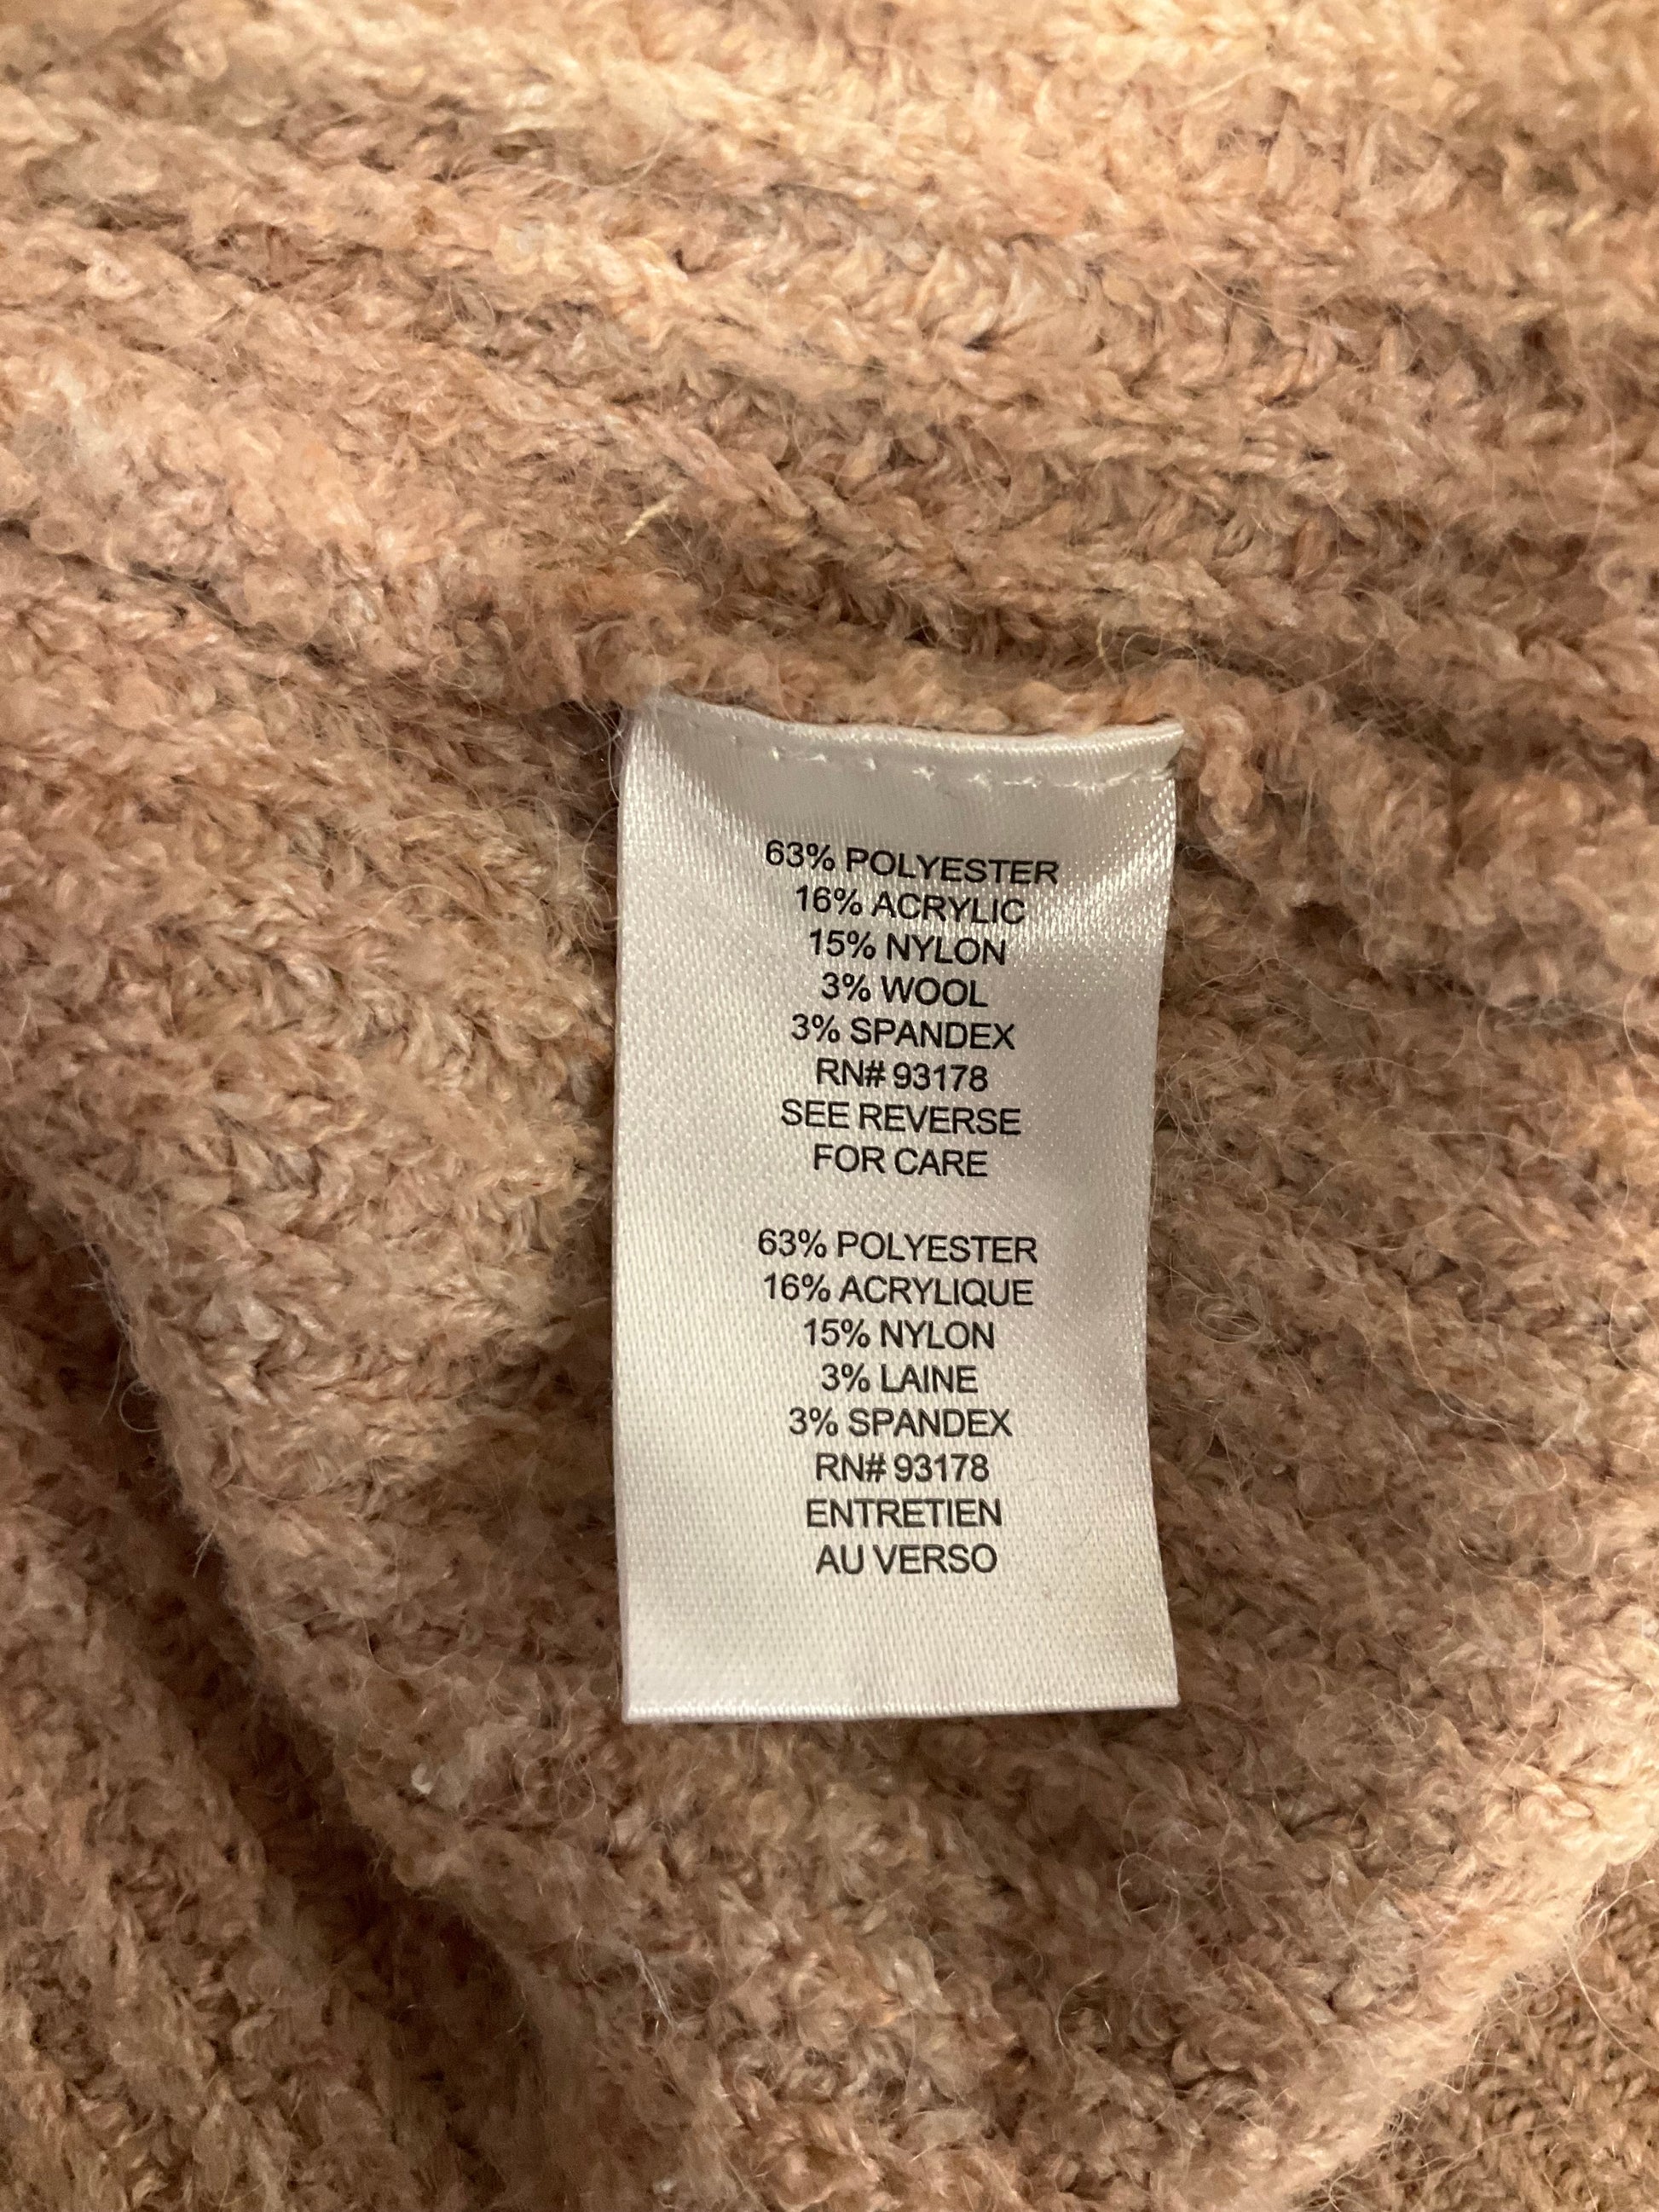 63% POLYESTER
16% ACRYLIC
15% NYLON
3% WOOL
3% SPANDEX
RN# 93178
SEE REVERSE
FOR CARE
63% POLYESTER
16% ACRYLIQUE
15% NYLON
3% LAINE
3% SPANDEX
RN# 93178
ENTRETIEN
AU VERSO